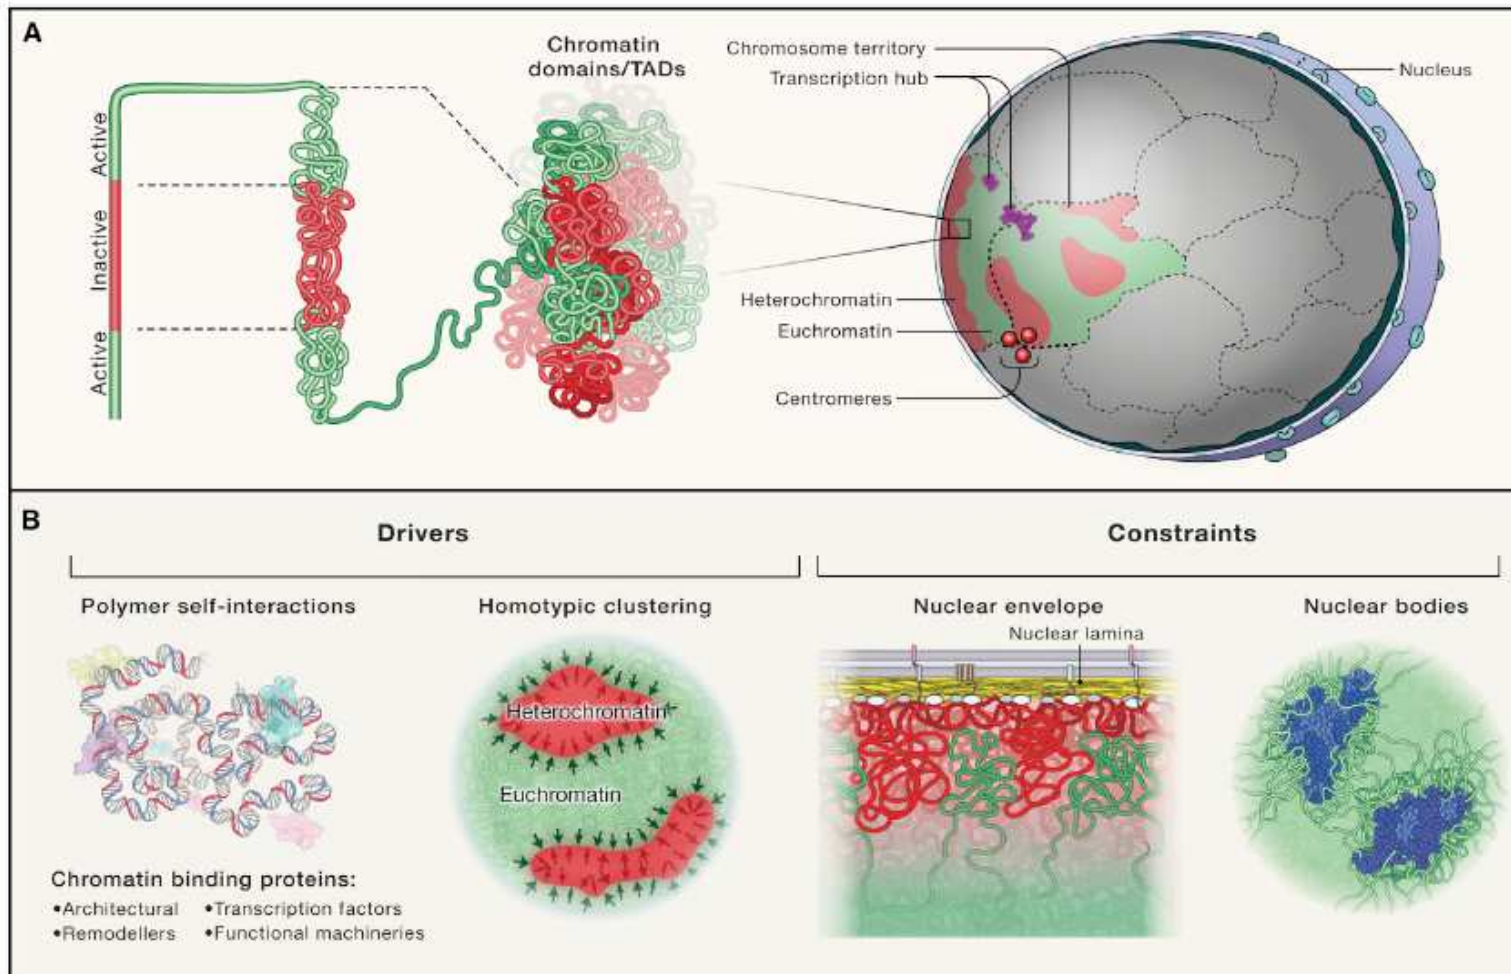 A
Chromatin
domains/TADs
Active
Inactive
Active
Chromosome territory
Transcription hub
Nucleus
Heterochromatin
Euchromatin
Centromeres
B
Drivers
Constraints
Polymer self-interactions
Homotypic clustering
Nuclear envelope
Nuclear bodies
Nuclear lamina
Heterochromatin
Euchromatin
Chromatin binding proteins:
•Architectural •Transcription factors
•Remodellers •Functional machineries